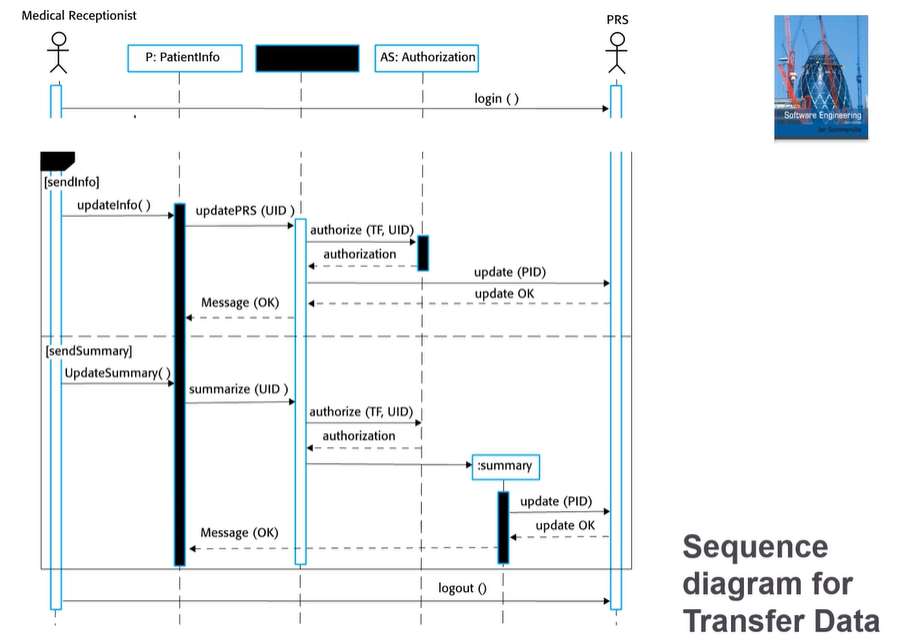 Medical Receptionist
PRS
P: PatientInfo
AS: Authorization
login ( )
Software Engineering
Ian Sommerville
[sendInfo]
updateInfo( )
updatePRS (UID )
authorize (TF, UID)
authorization
update (PID)
update OK
Message (OK)
[sendSummary]
UpdateSummary( )
summarize (UID )
authorize (TF, UID)
authorization
:summary
update (PID)
update OK
Message (OK)
logout ()
Sequence
diagram for
Transfer Data